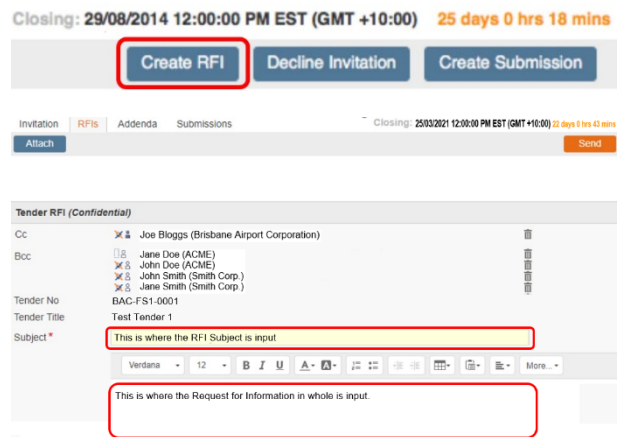 Closing: 29/08/2014 12:00:00 PM EST (GMT +10:00) 25 days 0 hrs 18 mins
Create RFI Decline Invitation Create Submission
Invitation RFIs Addenda Submissions Closing: 25/03/2021 12:00:00 PM EST (GMT +10:00) 22 days 0 hrs 43 mins
Attach Send
Tender RFI (Confidential)
Cc Joe Bloggs (Brisbane Airport Corporation)
Bcc Jane Doe (ACME)
John Doe (ACME)
John Smith (Smith Corp.)
Jane Smith (Smith Corp.)
Tender No BAC-FS1-0001
Tender Title Test Tender 1
Subject * This is where the RFI Subject is input
Verdana 12 B I U A A More...
This is where the Request for Information in whole is input.